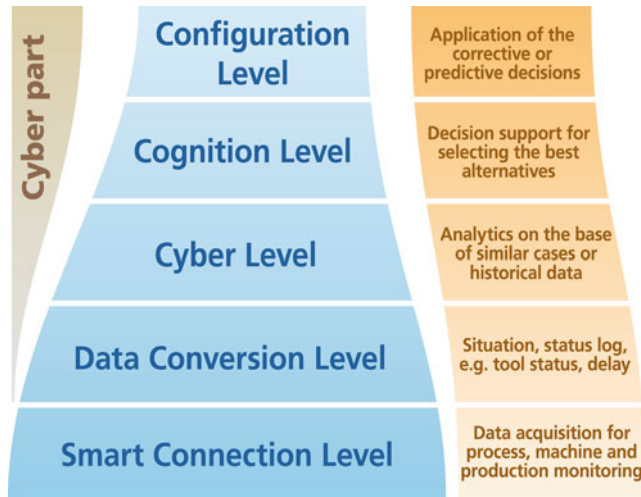 Cyber part
Configuration
Level
Application of the
corrective or
predictive decisions
Cognition Level
Decision support for
selecting the best
alternatives
Cyber Level
Analytics on the base
of similar cases or
historical data
Data Conversion Level
Situation, status log,
e.g. tool status, delay
Smart Connection Level
Data acquisition for
process, machine and
production monitoring